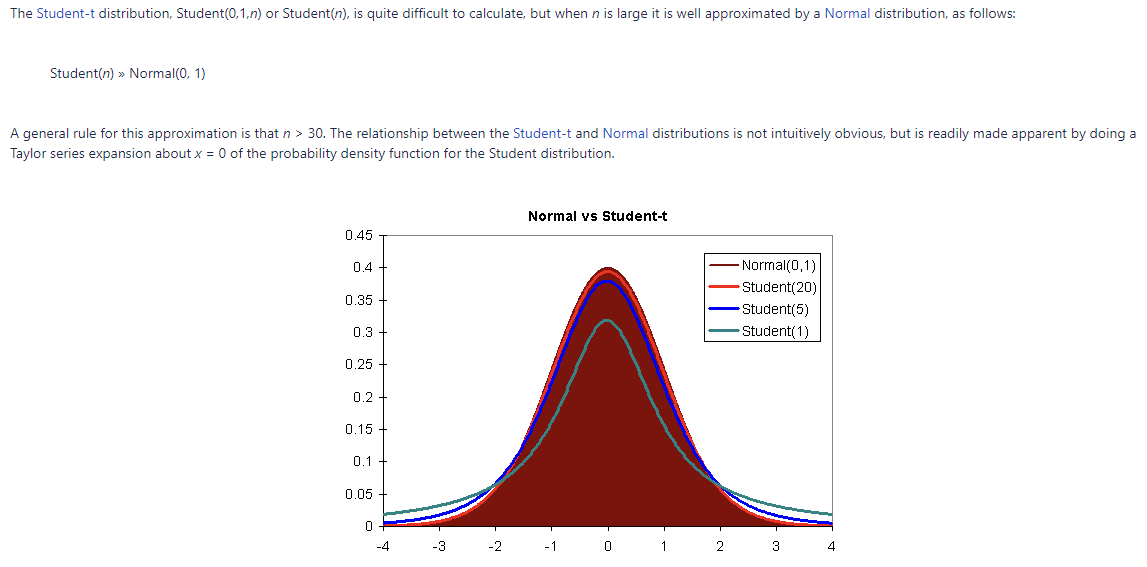 The Student-t distribution, Student(0,1,n) or Student(n), is quite difficult to calculate, but when n is large it is well approximated by a Normal distribution, as follows:
Student(n) » Normal(0, 1)
A general rule for this approximation is that n > 30. The relationship between the Student-t and Normal distributions is not intuitively obvious, but is readily made apparent by doing a
Taylor series expansion about x = 0 of the probability density function for the Student distribution.
Normal vs Student-t
0.45
0.4
0.35
0.3
0.25
0.2
0.15
0.1
0.05
0
-4 -3 -2 -1 0 1 2 3 4
Normal(0,1)
Student(20)
Student(5)
Student(1)